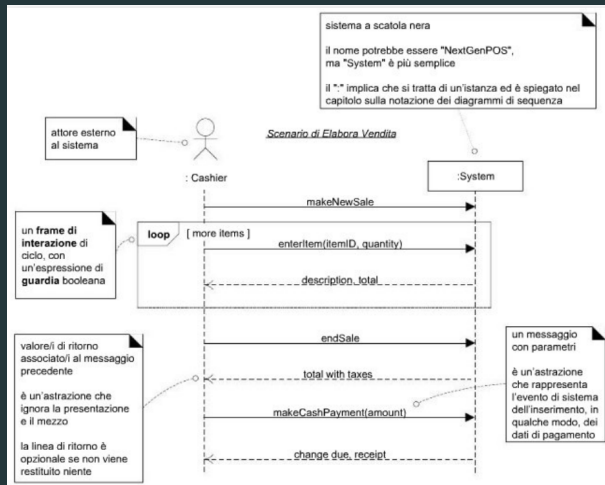 sistema a scatola nera
il nome potrebbe essere "NextGenPOS",
ma "System" è più semplice
il ":" implica che si tratta di un'istanza ed è spiegato nel
capitolo sulla notazione dei diagrammi di sequenza
attore esterno
al sistema
Scenario di Elabora Vendita
: Cashier
:System
makeNewSale
un frame di
interazione di
ciclo, con
un'espressione di
guardia booleana
loop
[ more items ]
enterItem(itemID, quantity)
description, total
endSale
valore/i di ritorno
associato/i al messaggio
precedente
è un'astrazione che
ignora la presentazione
e il mezzo
la linea di ritorno è
opzionale se non viene
restituito niente
total with taxes
makeCashPayment(amount)
un messaggio
con parametri
è un'astrazione
che rappresenta
l'evento di sistema
dell'inserimento, in
qualche modo, dei
dati di pagamento
change due, receipt